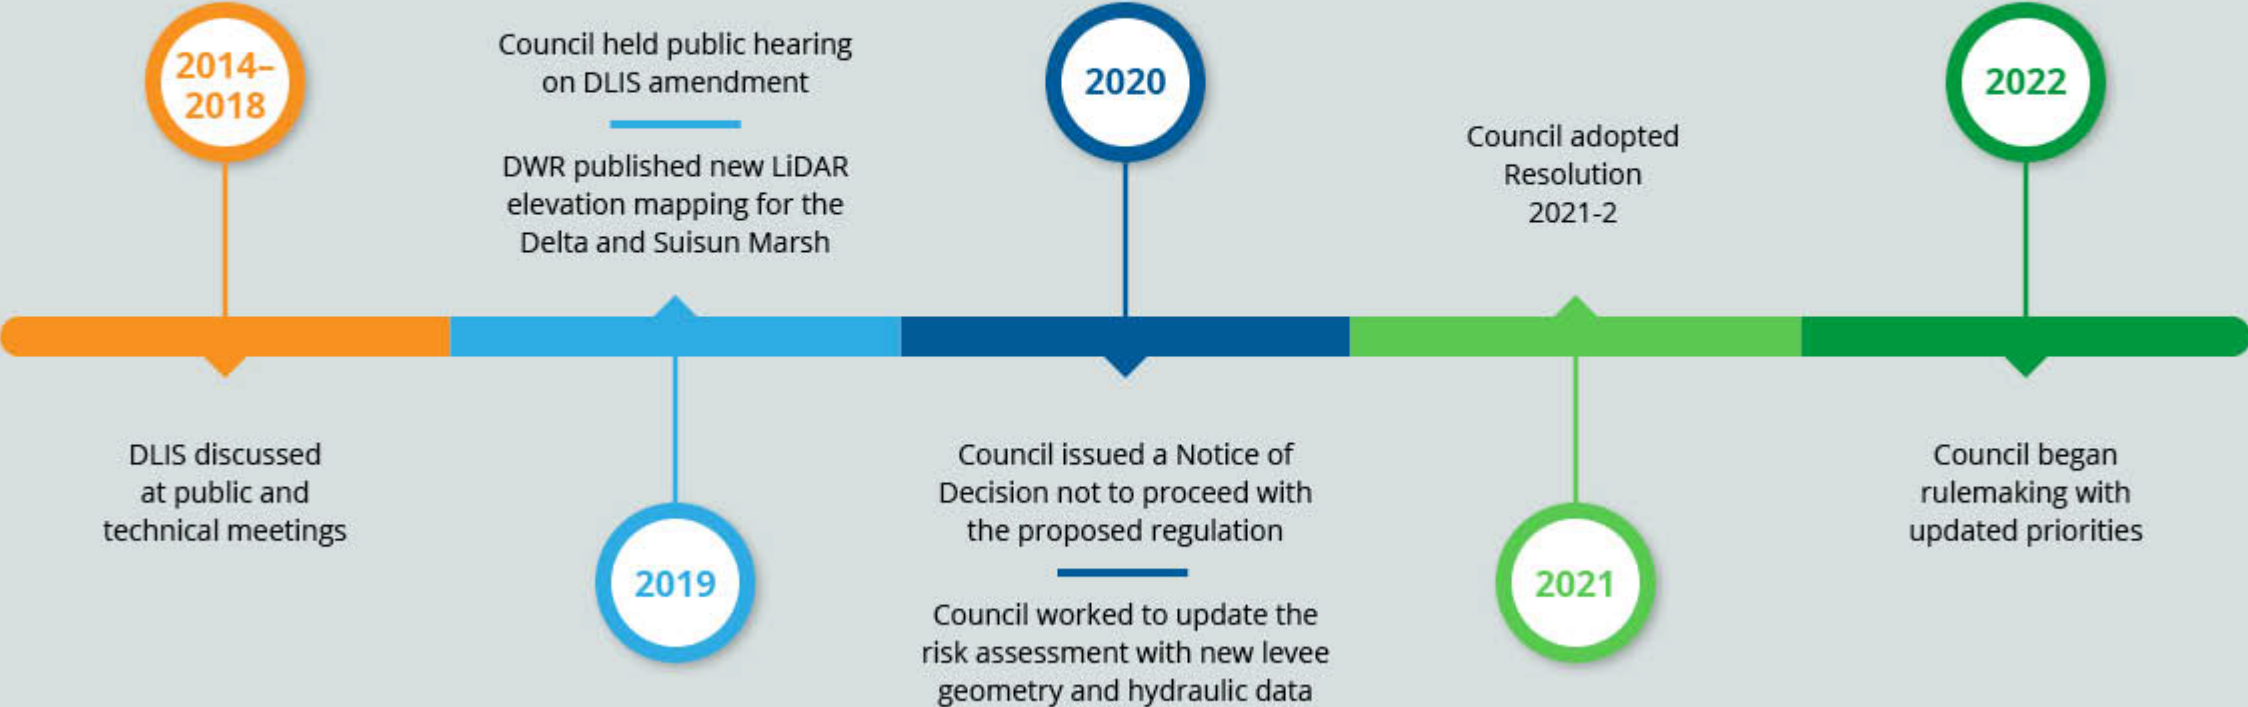 2014–
2018
DLIS discussed
at public and
technical meetings
Council held public hearing
on DLIS amendment
DWR published new LiDAR
elevation mapping for the
Delta and Suisun Marsh
2019
2020
Council issued a Notice of
Decision not to proceed with
the proposed regulation
Council worked to update the
risk assessment with new levee
geometry and hydraulic data
Council adopted
Resolution
2021-2
2021
2022
Council began
rulemaking with
updated priorities